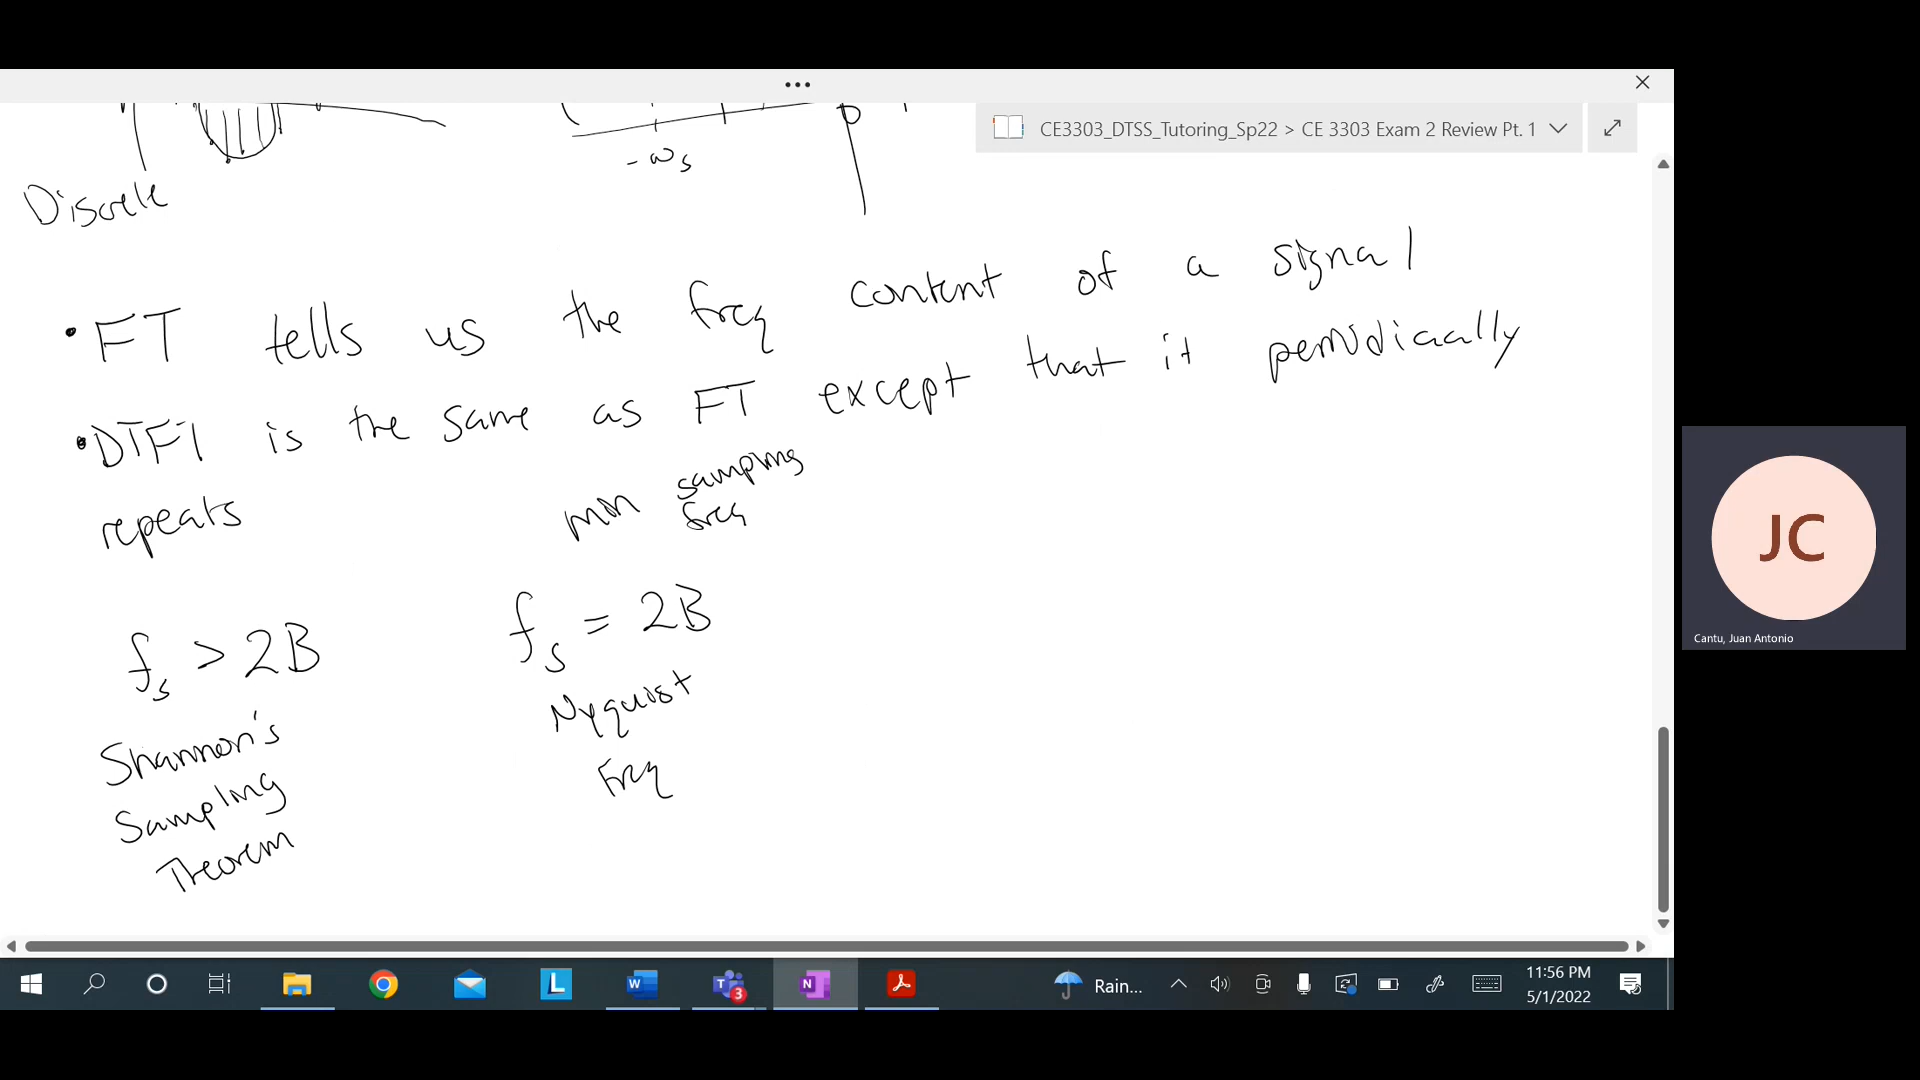 CE3303_DTSS_Tutoring_Sp22 > CE 3303 Exam 2 Review Pt. 1
-ωs
Discrete
• FT tells us the freq content of a signal
• DTFT is the same as FT except that it periodically
repeats
min sampling
freq
fs > 2B
fs = 2B
Shannon's
Sampling
Theorem
Nyquist
Freq
JC
Cantu, Juan Antonio
L
W
T
3
N
Rain...
11:56 PM
5/1/2022